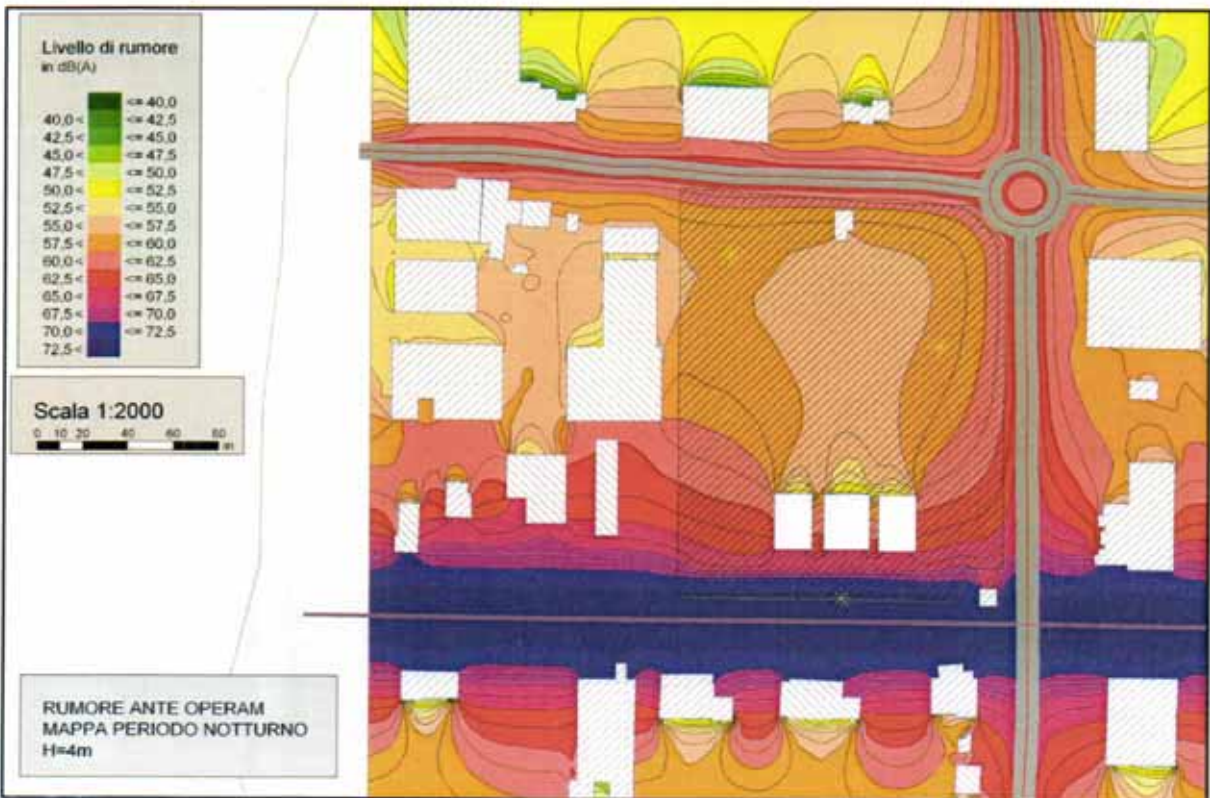 Livello di rumore
in dB(A)
<= 40,0
40,0 < <= 42,5
42,5 < <= 45,0
45,0 < <= 47,5
47,5 < <= 50,0
50,0 < <= 52,5
52,5 < <= 55,0
55,0 < <= 57,5
57,5 < <= 60,0
60,0 < <= 62,5
62,5 < <= 65,0
65,0 < <= 67,5
67,5 < <= 70,0
70,0 < <= 72,5
72,5 <
Scala 1:2000
0 10 20 40 60 80
m
RUMORE ANTE OPERAM
MAPPA PERIODO NOTTURNO
H=4m